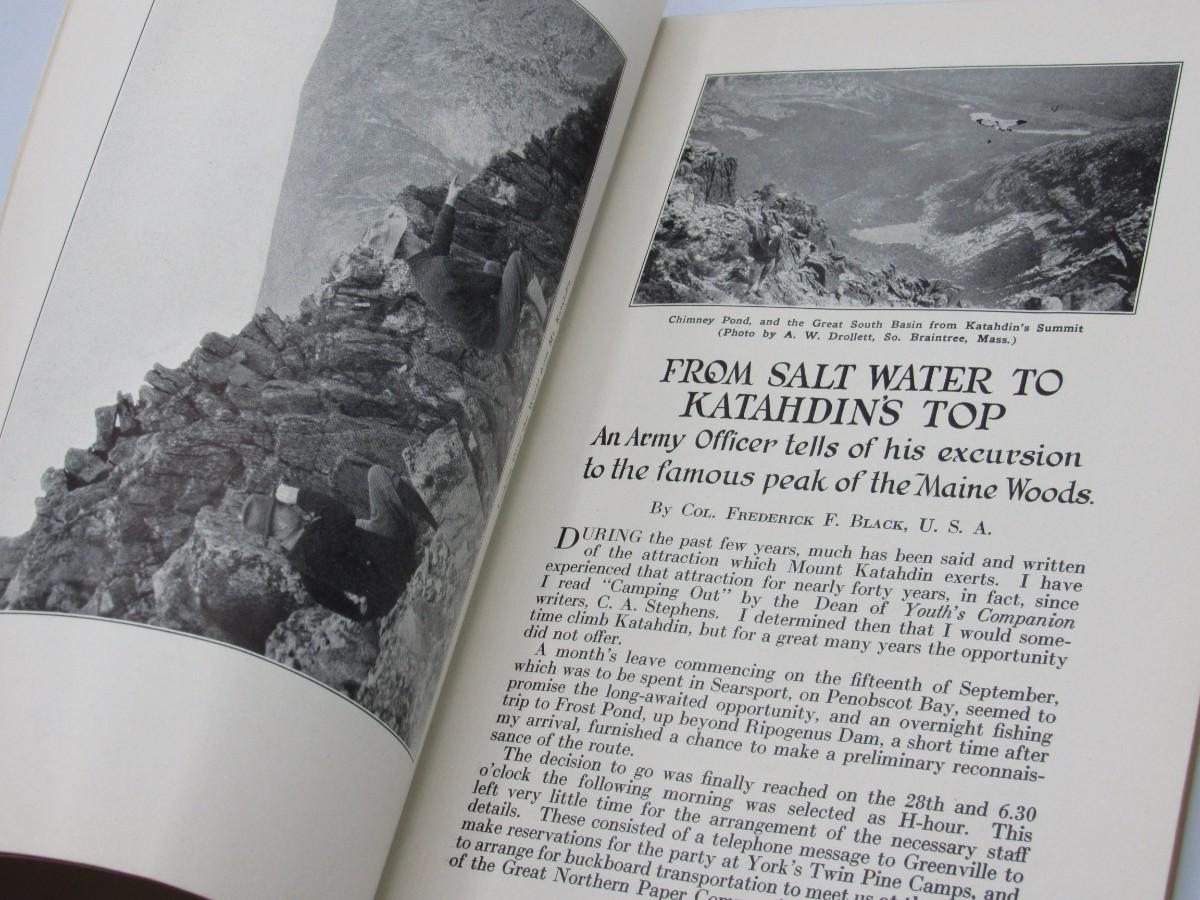 Chimney Pond, and the Great South Basin from Katahdin's Summit
(Photo by A. W. Drollett, So. Braintree, Mass.)
FROM SALT WATER TO
KATAHDIN'S TOP
An Army Officer tells of his excursion
to the famous peak of the Maine Woods.
By Col. Frederick F. Black, U. S. A.
DURING the past few years, much has been said and written
of the attraction which Mount Katahdin exerts. I have
experienced that attraction for nearly forty years, in fact, since
I read "Camping Out" by the Dean of Youth's Companion
writers, C. A. Stephens. I determined then that I would some-
time climb Katahdin, but for a great many years the opportunity
did not offer.
A month's leave commencing on the fifteenth of September,
which was to be spent in Searsport, on Penobscot Bay, seemed to
promise the long-awaited opportunity, and an overnight fishing
trip to Frost Pond, up beyond Ripogenus Dam, a short time after
my arrival, furnished a chance to make a preliminary reconnais-
sance of the route.
The decision to go was finally reached on the 28th and 6.30
o'clock the following morning was selected as H-hour. This
left very little time for the arrangement of the necessary staff
details. These consisted of a telephone message to Greenville to
make reservations for the party at York's Twin Pine Camps, and
to arrange for buckboard transportation to meet us at the
of the Great Northern Paper